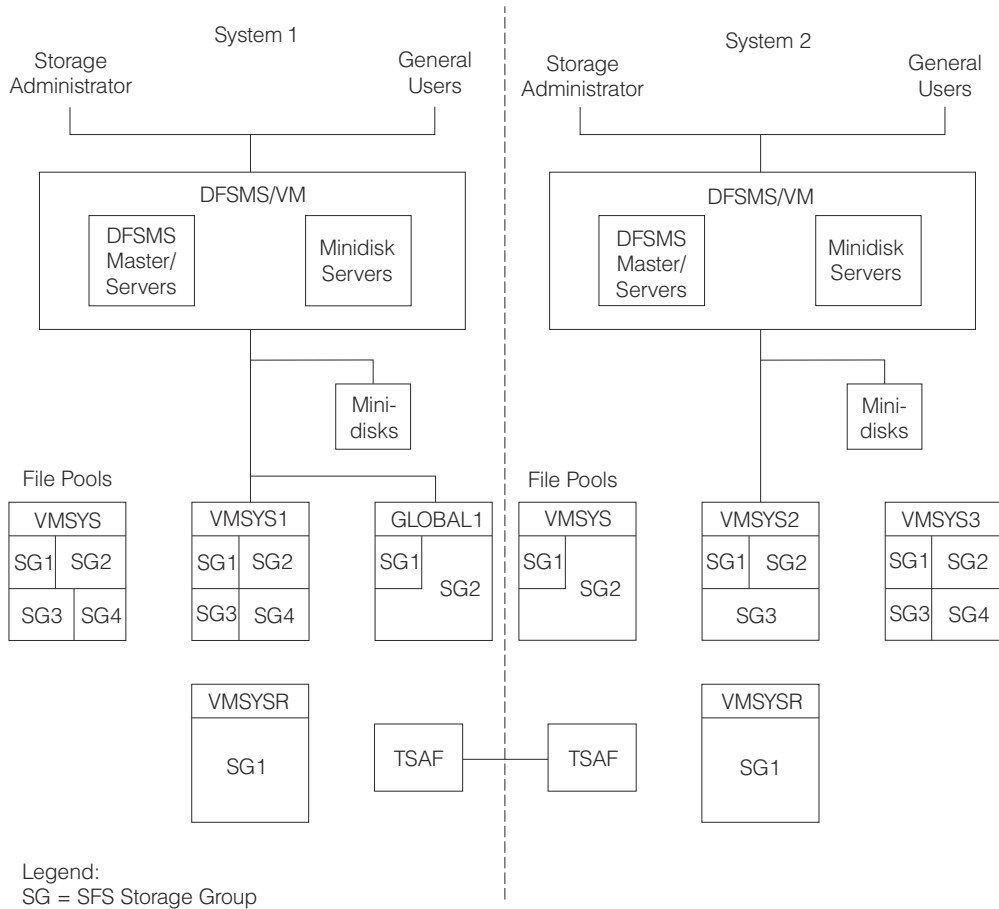 System 1
Storage
Administrator
General
Users
DFSMS/VM
DFSMS
Master/
Servers
Minidisk
Servers
Mini-
disks
File Pools
VMSYS
SG1
SG2
SG3
SG4
VMSYS1
SG1
SG2
SG3
SG4
GLOBAL1
SG1
SG2
VMSYSR
SG1
TSAF
System 2
Storage
Administrator
General
Users
DFSMS/VM
DFSMS
Master/
Servers
Minidisk
Servers
Mini-
disks
File Pools
VMSYS
SG1
SG2
VMSYS2
SG1
SG2
SG3
VMSYS3
SG1
SG2
SG3
SG4
TSAF
VMSYSR
SG1
Legend:
SG = SFS Storage Group